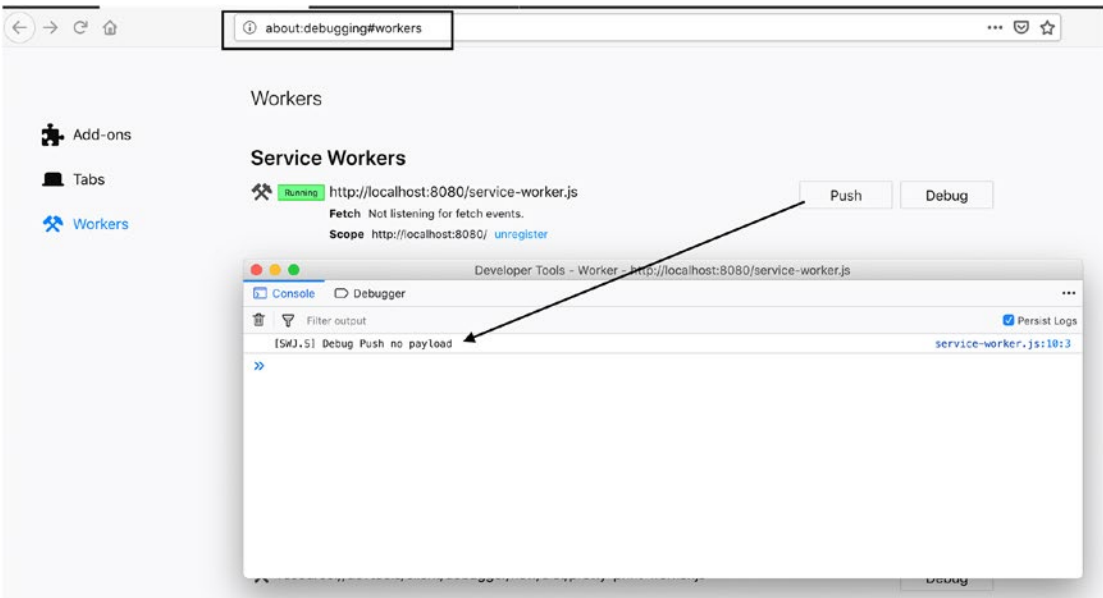 about:debugging#workers
Workers
Add-ons
Tabs
Workers
Service Workers
Running http://localhost:8080/service-worker.js
Push
Debug
Fetch Not listening for fetch events.
Scope http://localhost:8080/ unregister
Developer Tools - Worker - http://localhost:8080/service-worker.js
Console Debugger
Filter output
Persist Logs
[SWJ.S] Debug Push no payload
service-worker.js:10:3
Debug